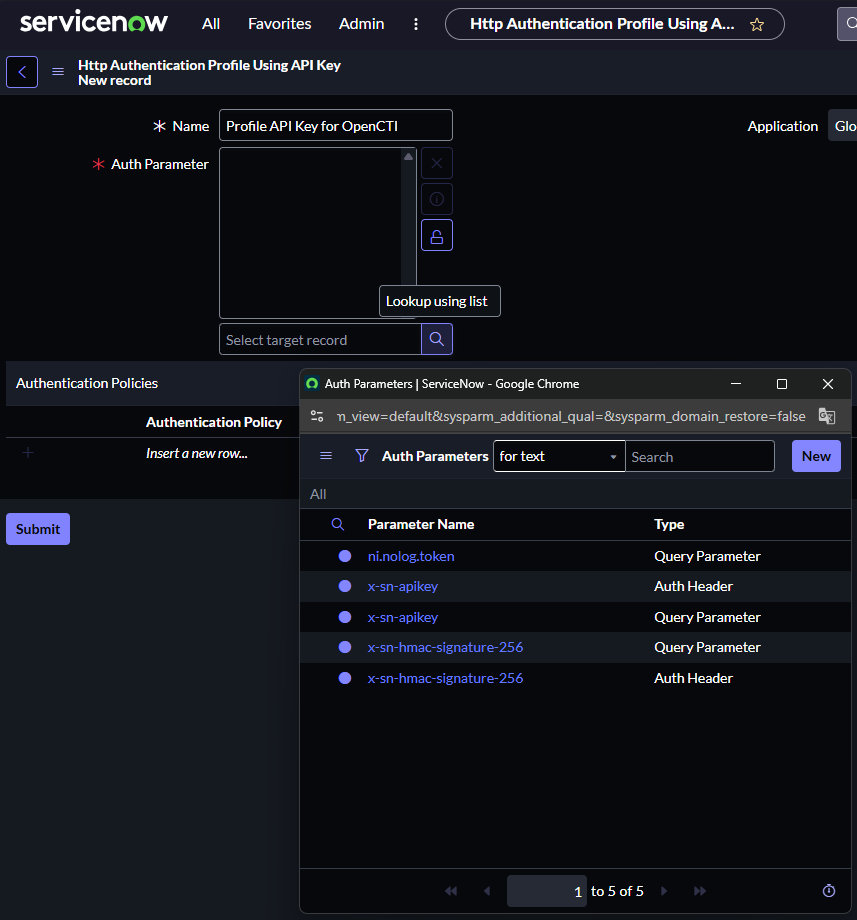 servicenow All Favorites Admin Http Authentication Profile Using A...
Http Authentication Profile Using API Key
New record
Name Profile API Key for OpenCTI Application Glo
Auth Parameter
Lookup using list
Select target record
Authentication Policies
Authentication Policy
Insert a new row...
Submit
Auth Parameters | ServiceNow - Google Chrome
m_view=default&sysparm_additional_qual=&sysparm_domain_restore=false
Auth Parameters for text Search New
All
Parameter Name Type
ni.nolog.token Query Parameter
x-sn-apikey Auth Header
x-sn-apikey Query Parameter
x-sn-hmac-signature-256 Query Parameter
x-sn-hmac-signature-256 Auth Header
1 to 5 of 5